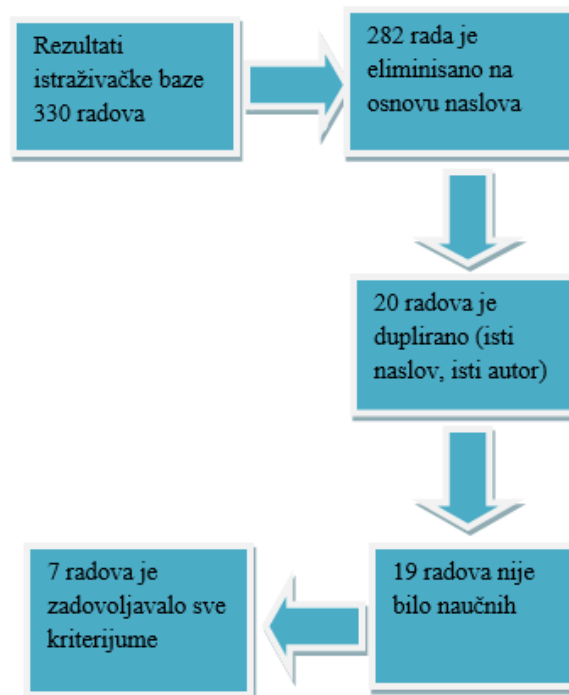 Rezultati
istraživačke baze
330 radova
282 rada je
eliminisano na
osnovu naslova
20 radova je
duplirano (isti
naslov, isti autor)
19 radova nije
bilo naučnih
7 radova je
zadovoljavalo sve
kriterijume